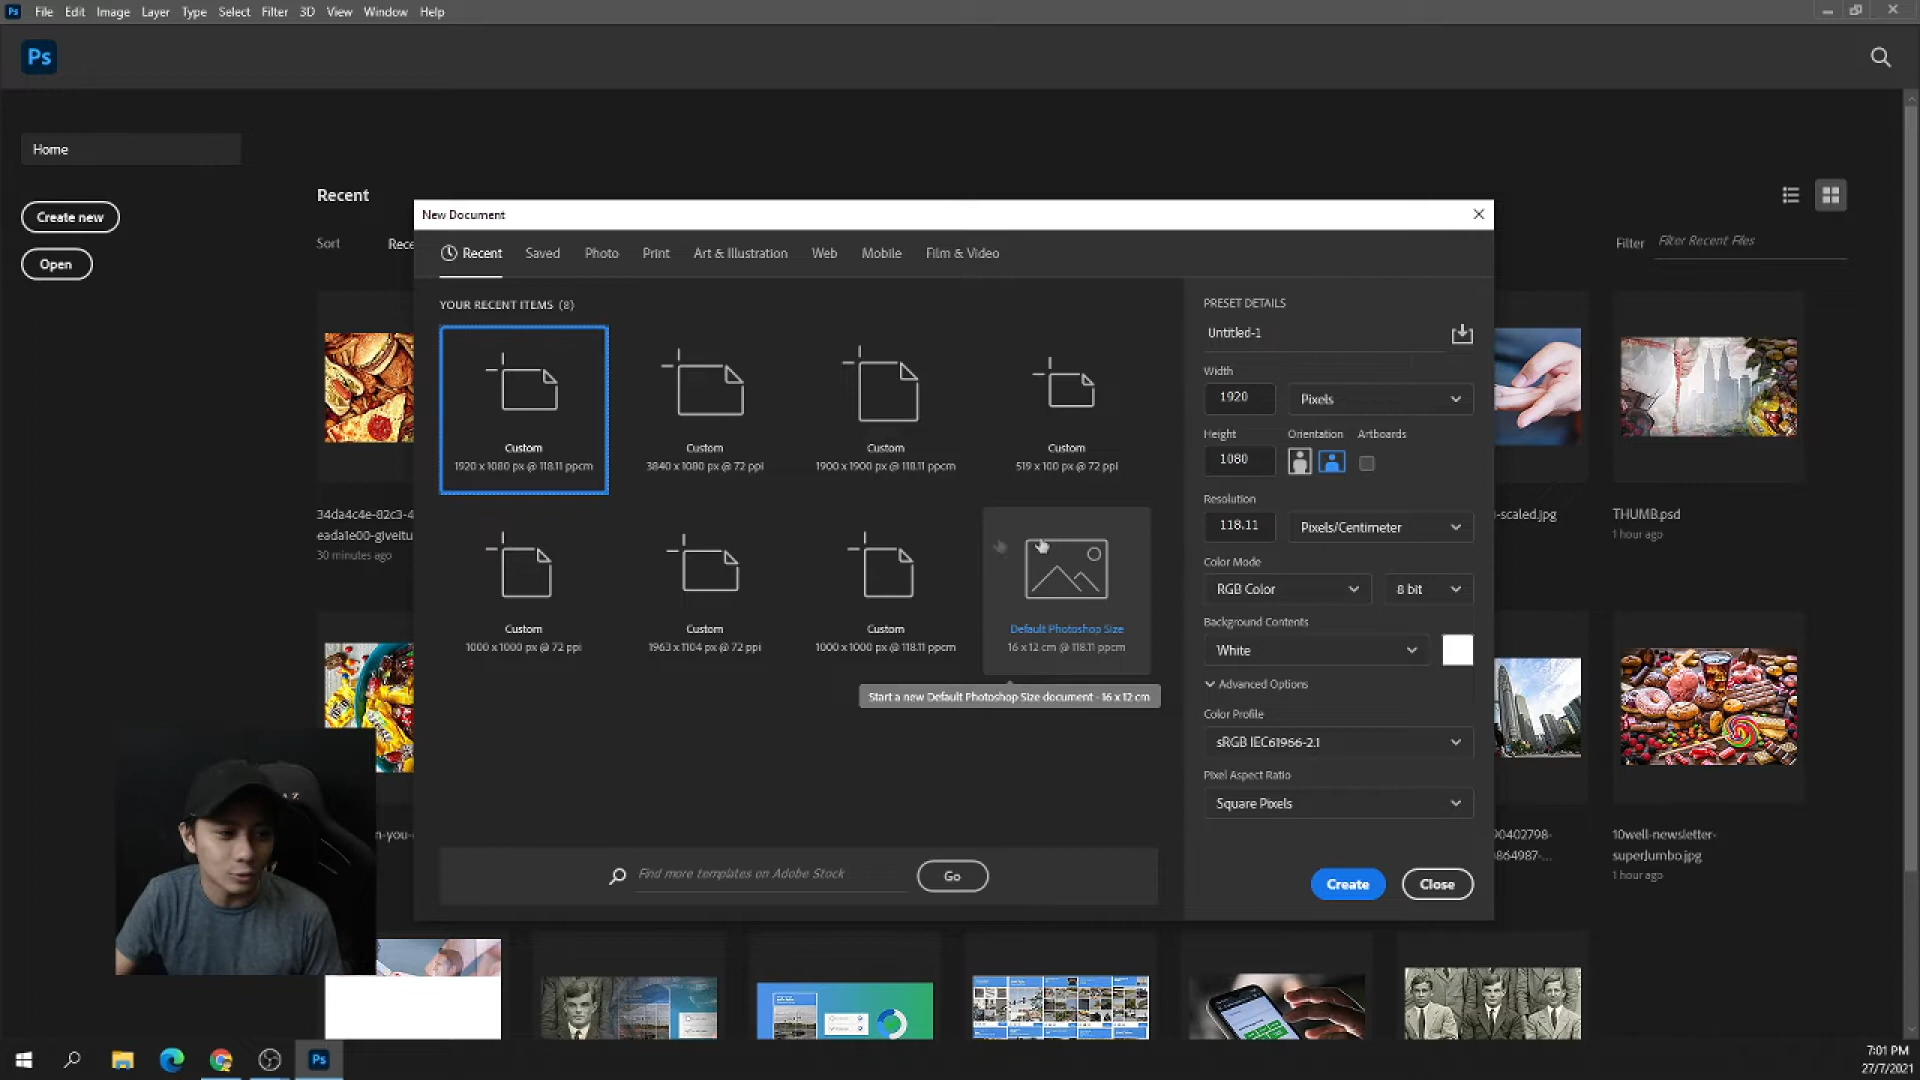 Ps File Edit Image Layer Type Select Filter 3D View Window Help
Ps
Home
Create new
Open
Recent
Sort
Filter Filter Recent Files
New Document
Recent Saved Photo Print Art & Illustration Web Mobile Film & Video
YOUR RECENT ITEMS (8)
Custom
1920 x 1080 px @ 118.11 ppcm
Custom
3840 x 1080 px @ 72 ppi
Custom
1900 x 1900 px @ 118.11 ppcm
Custom
519 x 100 px @ 72 ppi
Custom
1000 x 1000 px @ 72 ppi
Custom
1963 x 1104 px @ 72 ppi
Custom
1000 x 1000 px @ 118.11 ppcm
Default Photoshop Size
16 x 12 cm @ 118.11 ppcm
Start a new Default Photoshop Size document - 16 x 12 cm
Find more templates on Adobe Stock
Go
PRESET DETAILS
Untitled-1
Width
1920 Pixels
Height Orientation Artboards
1080
Resolution
118.11 Pixels/Centimeter
Color Mode
RGB Color 8 bit
Background Contents
White
Advanced Options
Color Profile
sRGB IEC61966-2.1
Pixel Aspect Ratio
Square Pixels
Create Close
34da4c4e-82c3-4
eada1e00-giveitu
30 minutes ago
-scaled.jpg
THUMB.psd
1 hour ago
n-you-
90402798-
864987-...
10well-newsletter-
superJumbo.jpg
1 hour ago
Ps
7:01 PM
27/7/2021